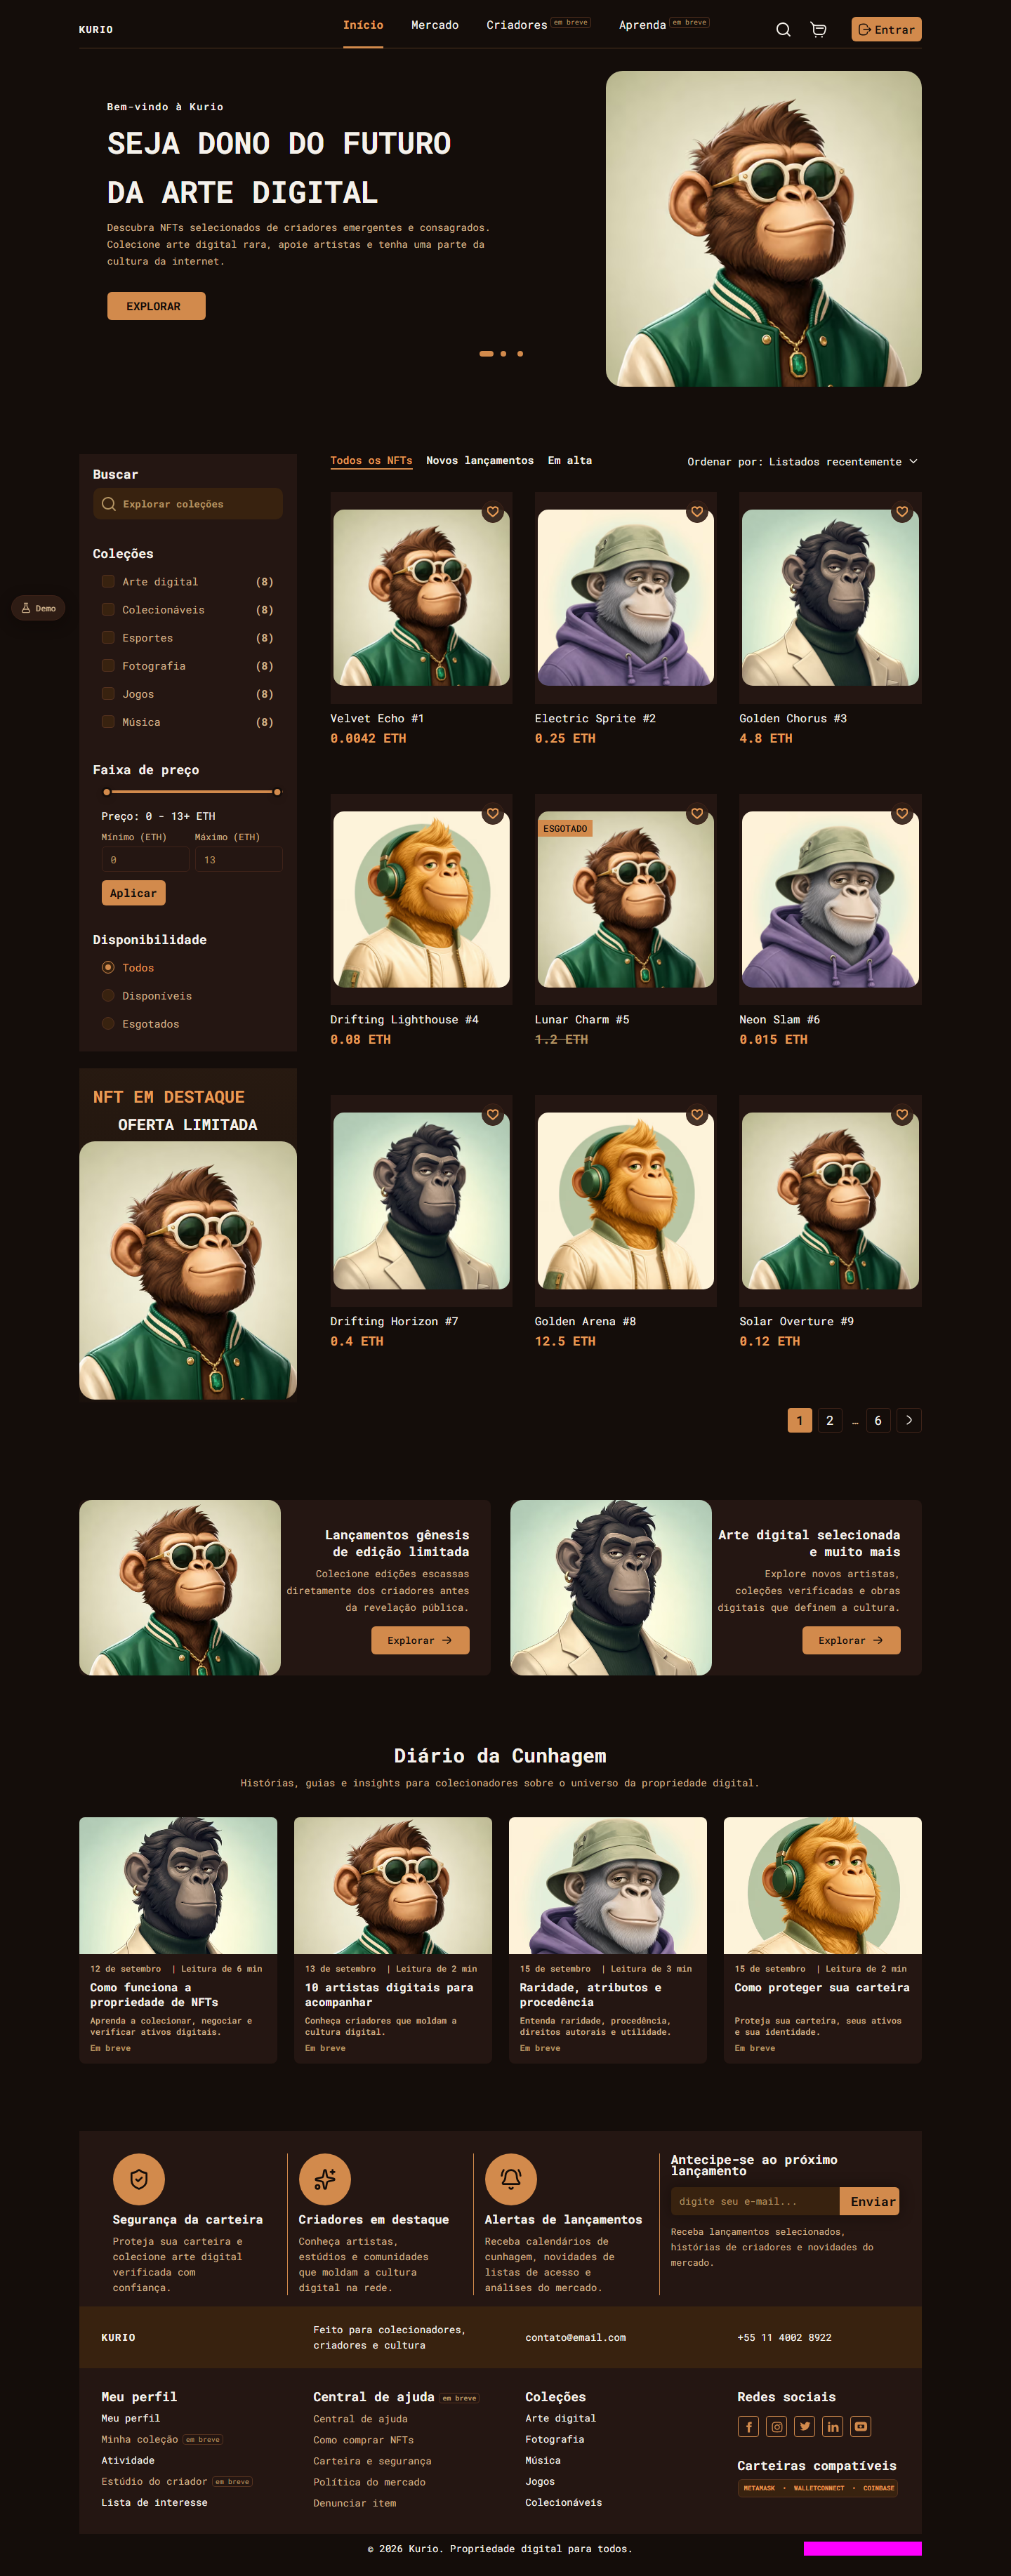 KURIO
Início
Mercado
Criadores em breve
Aprenda em breve
Entrar
Bem-vindo à Kurio
SEJA DONO DO FUTURO
DA ARTE DIGITAL
Descubra NFTs selecionados de criadores emergentes e consagrados.
Colecione arte digital rara, apoie artistas e tenha uma parte da
cultura da internet.
EXPLORAR
Buscar
Explorar coleções
Coleções
Arte digital (8)
Colecionáveis (8)
Esportes (8)
Fotografia (8)
Jogos (8)
Música (8)
Demo
Faixa de preço
Preço: 0 - 13+ ETH
Mínimo (ETH) Máximo (ETH)
0 13
Aplicar
Disponibilidade
Todos
Disponíveis
Esgotados
NFT EM DESTAQUE
OFERTA LIMITADA
Todos os NFTs Novos lançamentos Em alta
Ordenar por: Listados recentemente
Velvet Echo #1
0.0042 ETH
Electric Sprite #2
0.25 ETH
Golden Chorus #3
4.8 ETH
Drifting Lighthouse #4
0.08 ETH
ESGOTADO
Lunar Charm #5
1.2 ETH
Neon Slam #6
0.015 ETH
Drifting Horizon #7
0.4 ETH
Golden Arena #8
12.5 ETH
Solar Overture #9
0.12 ETH
1 2 … 6
Lançamentos gênesis
de edição limitada
Colecione edições escassas
diretamente dos criadores antes
da revelação pública.
Explorar
Arte digital selecionada
e muito mais
Explore novos artistas,
coleções verificadas e obras
digitais que definem a cultura.
Explorar
Diário da Cunhagem
Histórias, guias e insights para colecionadores sobre o universo da propriedade digital.
12 de setembro | Leitura de 6 min
Como funciona a
propriedade de NFTs
Aprenda a colecionar, negociar e
verificar ativos digitais.
Em breve
13 de setembro | Leitura de 2 min
10 artistas digitais para
acompanhar
Conheça criadores que moldam a
cultura digital.
Em breve
15 de setembro | Leitura de 3 min
Raridade, atributos e
procedência
Entenda raridade, procedência,
direitos autorais e utilidade.
Em breve
15 de setembro | Leitura de 2 min
Como proteger sua carteira
Proteja sua carteira, seus ativos
e sua identidade.
Em breve
Segurança da carteira
Proteja sua carteira e
colecione arte digital
verificada com
confiança.
Criadores em destaque
Conheça artistas,
estúdios e comunidades
que moldam a cultura
digital na rede.
Alertas de lançamentos
Receba calendários de
cunhagem, novidades de
listas de acesso e
análises do mercado.
Antecipe-se ao próximo
lançamento
digite seu e-mail... Enviar
Receba lançamentos selecionados,
histórias de criadores e novidades do
mercado.
KURIO
Feito para colecionadores,
criadores e cultura
contato@email.com
+55 11 4002 8922
Meu perfil
Meu perfil
Minha coleção em breve
Atividade
Estúdio do criador em breve
Lista de interesse
Central de ajuda em breve
Central de ajuda
Como comprar NFTs
Carteira e segurança
Política do mercado
Denunciar item
Coleções
Arte digital
Fotografia
Música
Jogos
Colecionáveis
Redes sociais
Carteiras compatíveis
METAMASK • WALLETCONNECT • COINBASE
© 2026 Kurio. Propriedade digital para todos.